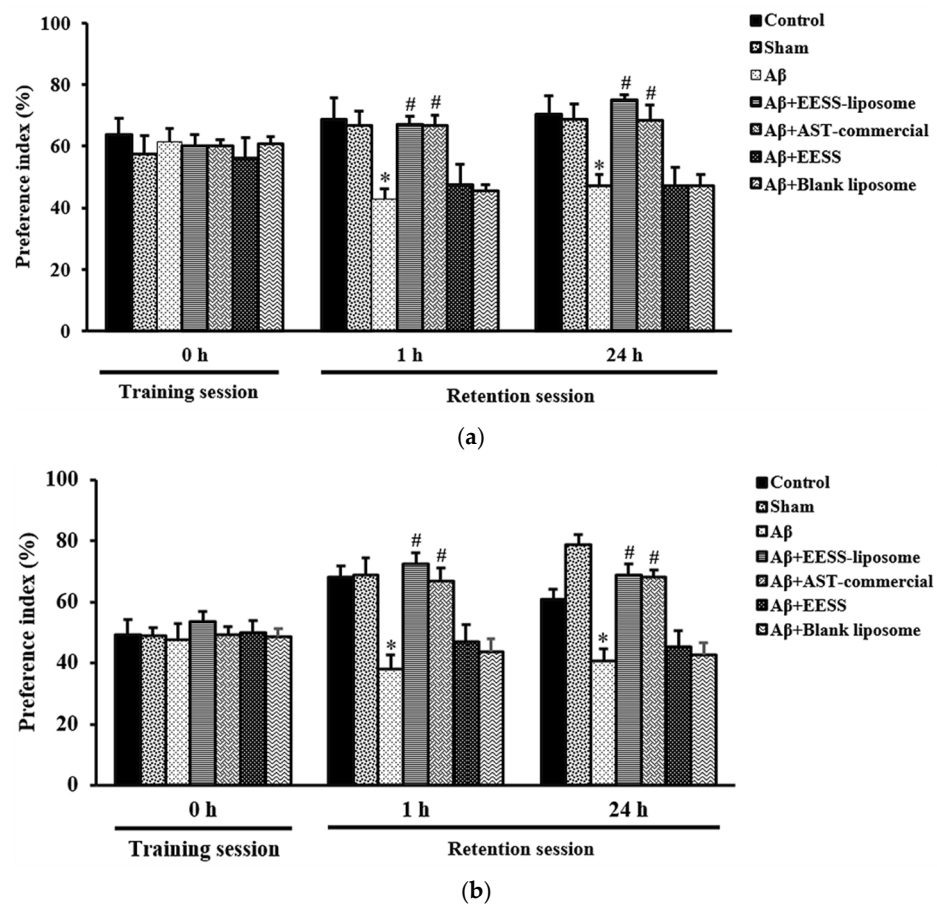 100
80
60
40
20
0
Preference index (%)
*
#
#
*
#
#
0 h
1 h
24 h
Training session
Retention session
Control
Sham
Aβ
Aβ+EESS-liposome
Aβ+AST-commercial
Aβ+EESS
Aβ+Blank liposome
(a)
100
80
60
40
20
0
Preference index (%)
*
#
#
*
#
#
0 h
1 h
24 h
Training session
Retention session
Control
Sham
Aβ
Aβ+EESS-liposome
Aβ+AST-commercial
Aβ+EESS
Aβ+Blank liposome
(b)